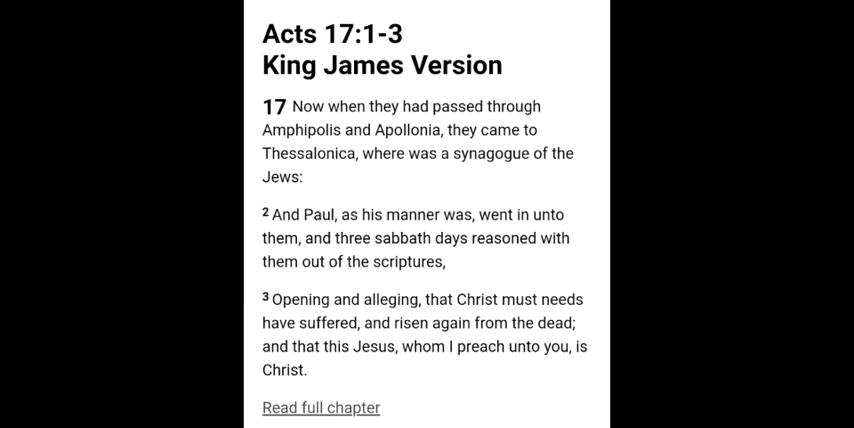 Acts 17:1-3
King James Version
17 Now when they had passed through
Amphipolis and Apollonia, they came to
Thessalonica, where was a synagogue of the
Jews:
2 And Paul, as his manner was, went in unto
them, and three sabbath days reasoned with
them out of the scriptures,
3 Opening and alleging, that Christ must needs
have suffered, and risen again from the dead;
and that this Jesus, whom I preach unto you, is
Christ.
Read full chapter